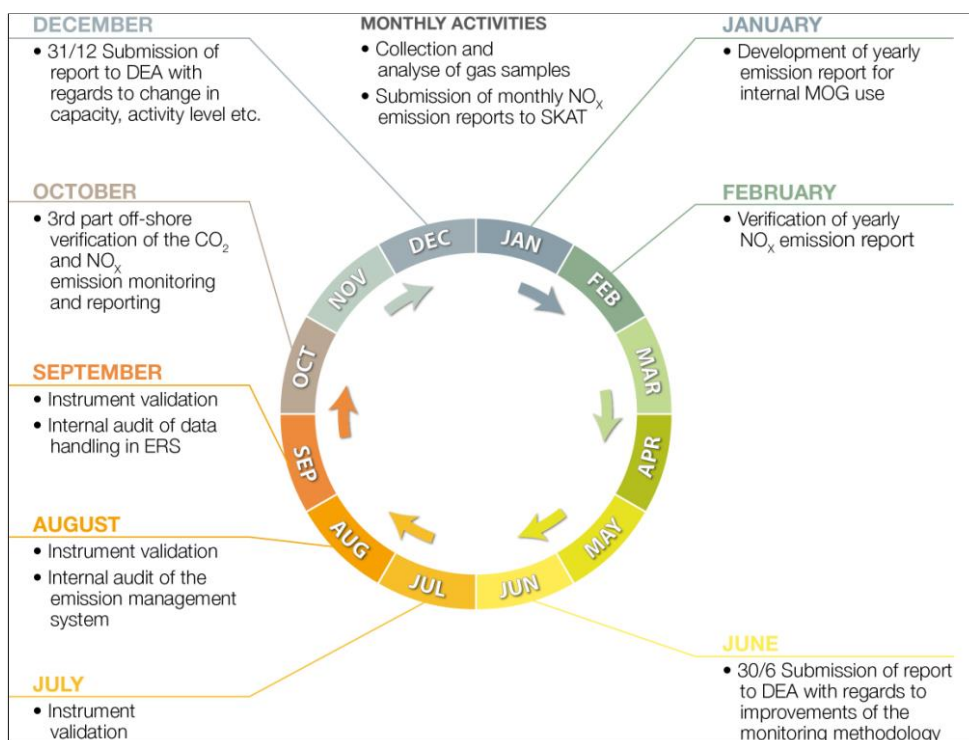 DECEMBER
• 31/12 Submission of
report to DEA with
regards to change in
capacity, activity level etc.
MONTHLY ACTIVITIES
• Collection and
analyse of gas samples
• Submission of monthly NOₓ
emission reports to SKAT
JANUARY
• Development of yearly
emission report for
internal MOG use
OCTOBER
• 3rd part off-shore
verification of the CO₂
and NOₓ
emission monitoring
and reporting
FEBRUARY
• Verification of yearly
NOₓ emission report
SEPTEMBER
• Instrument validation
• Internal audit of data
handling in ERS
AUGUST
• Instrument validation
• Internal audit of the
emission management
system
JULY
• Instrument
validation
JUNE
• 30/6 Submission of report
to DEA with regards to
improvements of the
monitoring methodology
JAN
FEB
MAR
APR
MAY
JUN
JUL
AUG
SEP
OCT
NOV
DEC